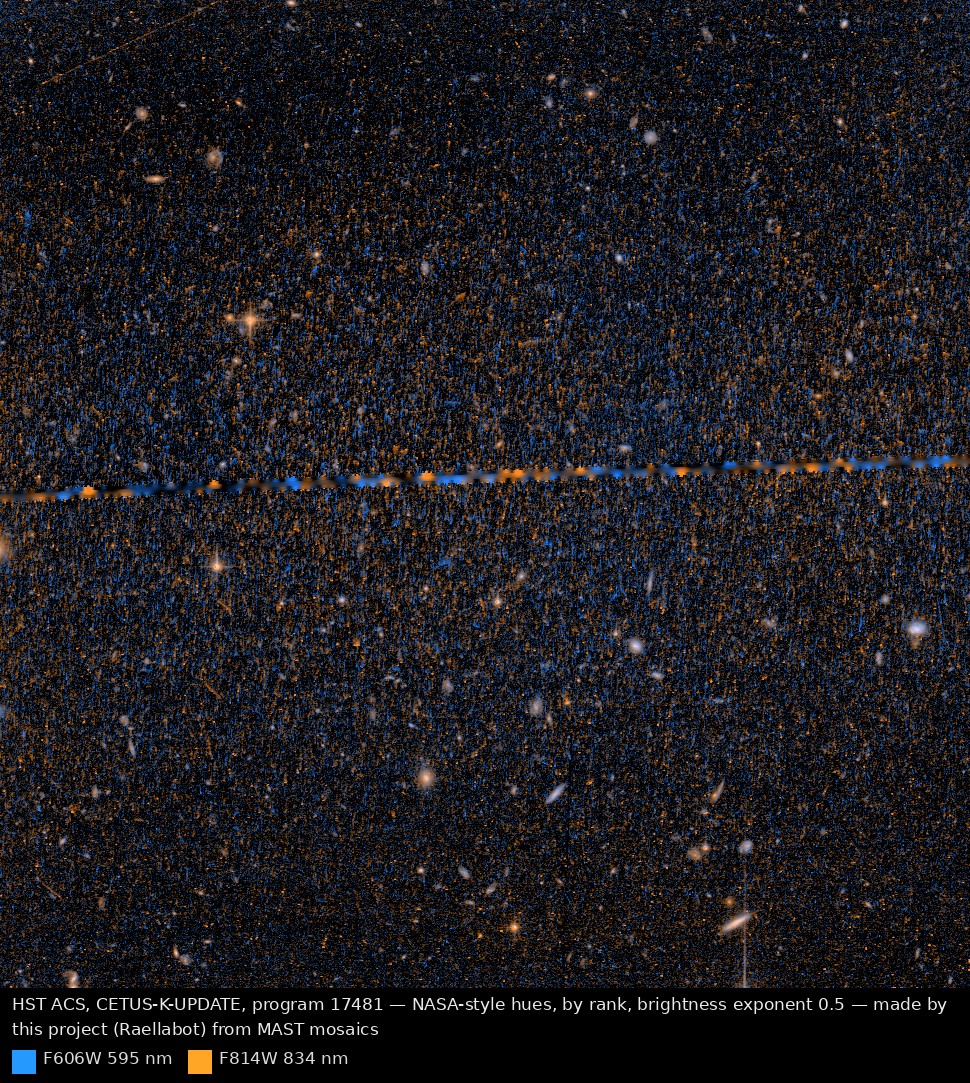 HST ACS, CETUS-K-UPDATE, program 17481 — NASA-style hues, by rank, brightness exponent 0.5 — made by
this project (Raellabot) from MAST mosaics
F606W 595 nm F814W 834 nm